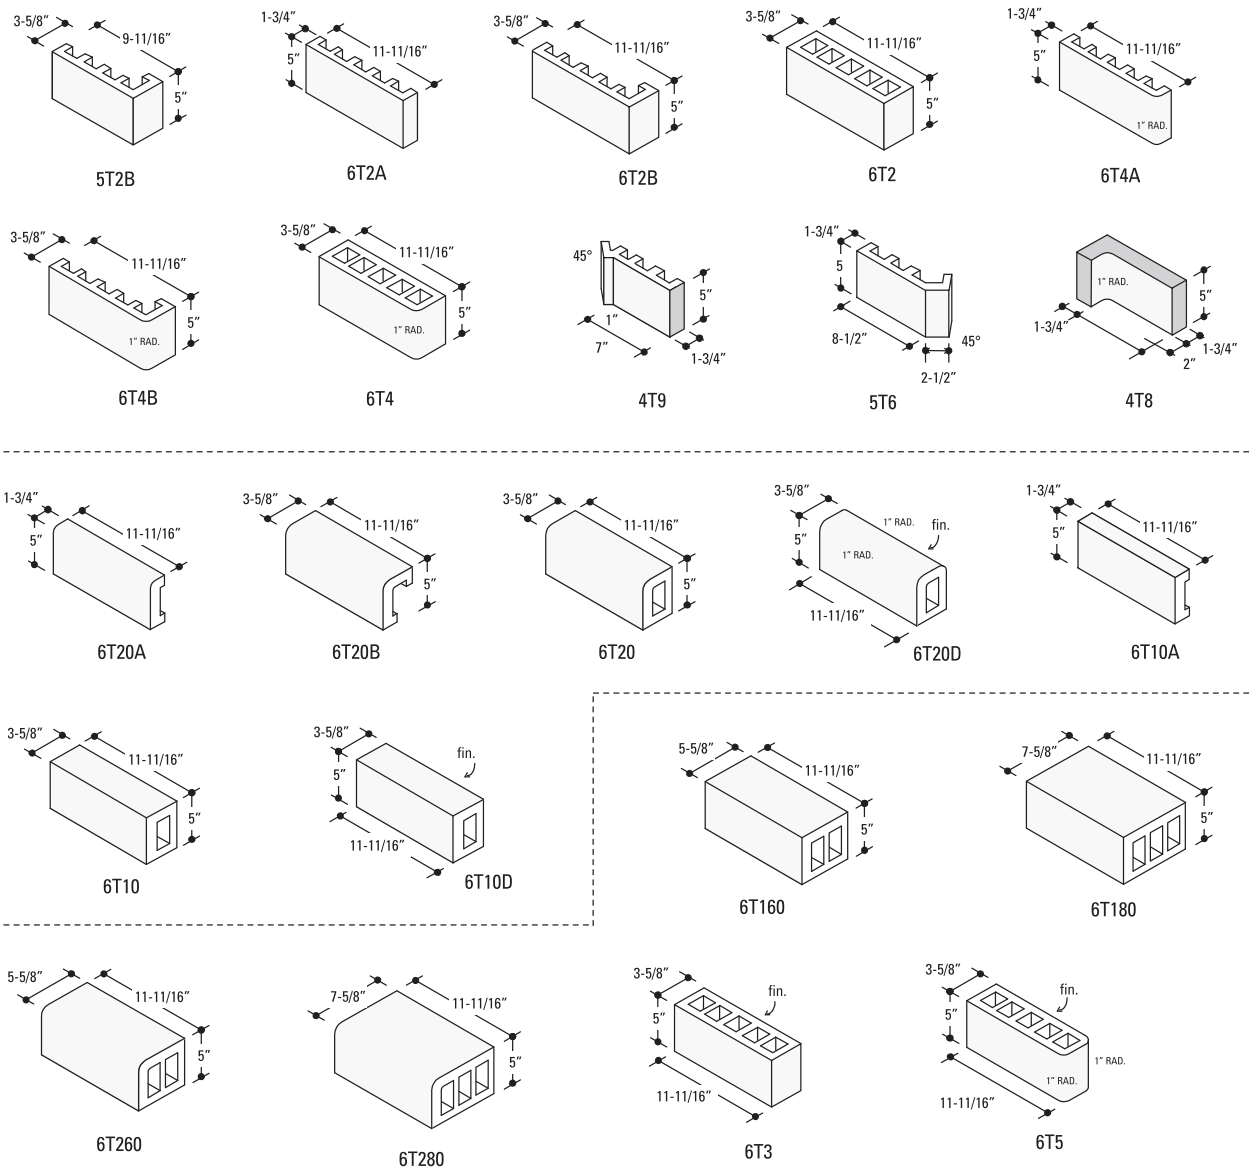 3-5/8”
9-11/16”
5”
5T2B
1-3/4”
11-11/16”
5”
6T2A
3-5/8”
11-11/16”
5”
6T2B
3-5/8”
11-11/16”
5”
6T2
1-3/4”
11-11/16”
5”
1” RAD.
6T4A
3-5/8”
11-11/16”
5”
1” RAD.
6T4B
3-5/8”
11-11/16”
5”
1” RAD.
6T4
45°
5”
1”
7”
1-3/4”
4T9
1-3/4”
5
8-1/2”
45°
2-1/2”
5T6
1” RAD.
5”
1-3/4”
1-3/4”
2”
4T8
1-3/4”
5”
11-11/16”
6T20A
3-5/8”
11-11/16”
5”
6T20B
3-5/8”
11-11/16”
5”
6T20
3-5/8”
1” RAD.
fin.
5”
1” RAD.
11-11/16”
6T20D
1-3/4”
11-11/16”
5”
6T10A
3-5/8”
11-11/16”
5”
6T10
3-5/8”
fin.
5”
11-11/16”
6T10D
5-5/8”
11-11/16”
5”
6T160
7-5/8”
11-11/16”
5”
6T180
5-5/8”
11-11/16”
5”
6T260
7-5/8”
11-11/16”
5”
6T280
3-5/8”
fin.
5”
11-11/16”
6T3
3-5/8”
fin.
5”
1” RAD.
1” RAD.
11-11/16”
6T5